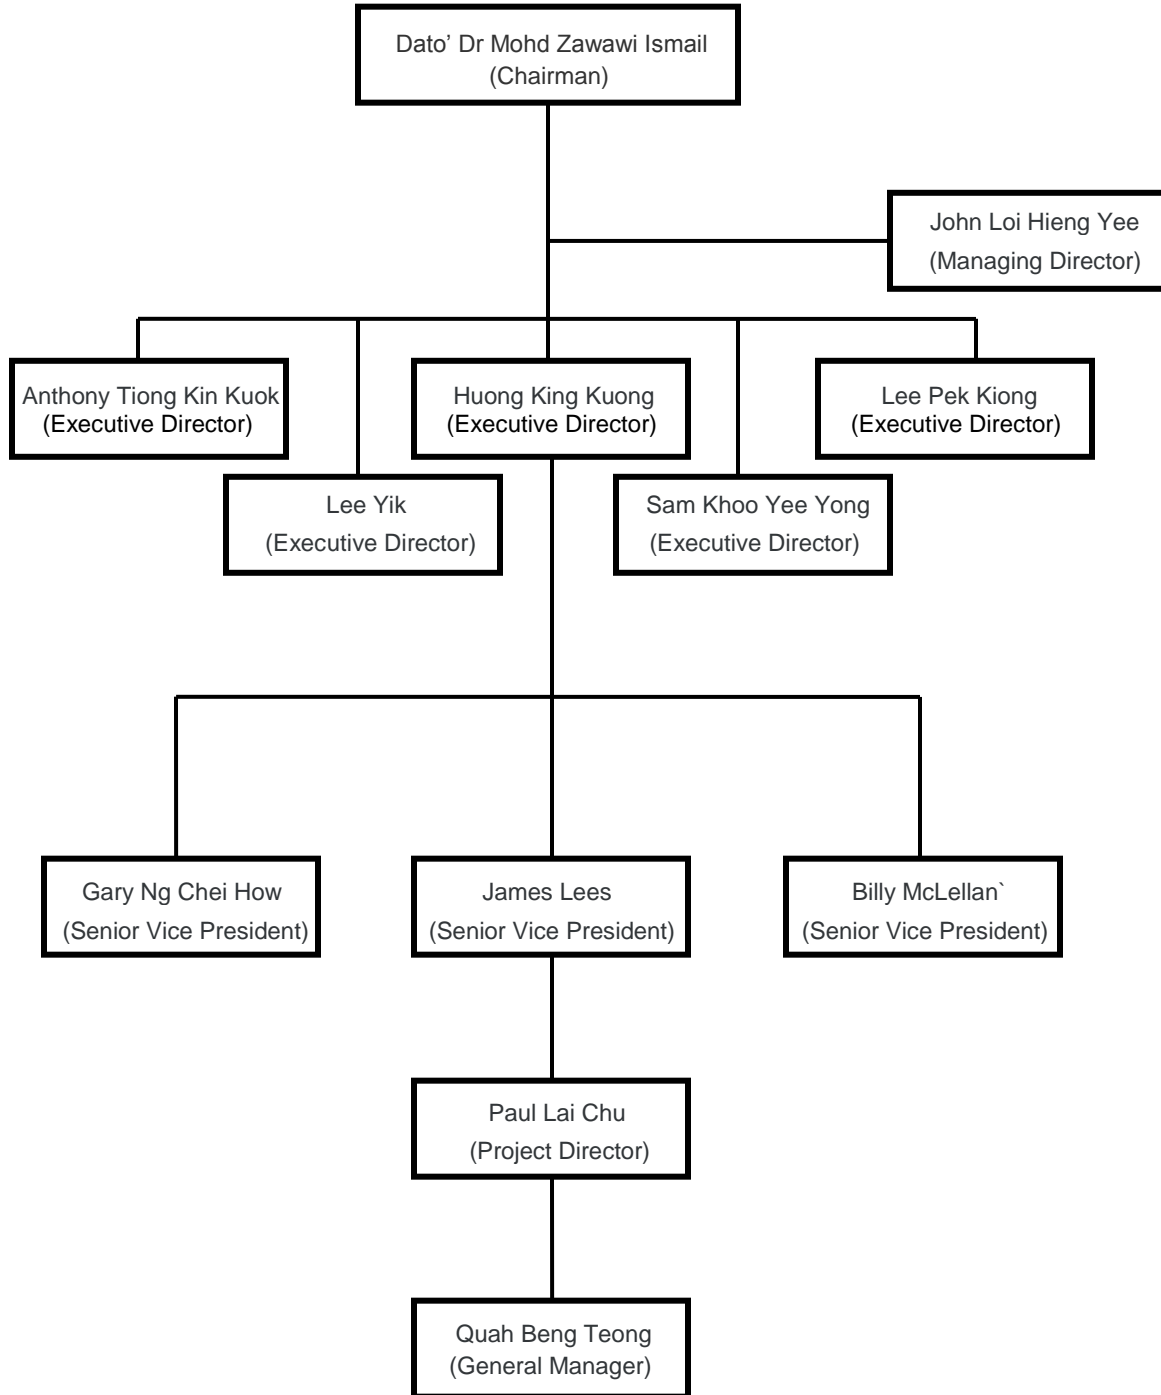 Dato’ Dr Mohd Zawawi Ismail
(Chairman)
John Loi Hieng Yee
(Managing Director)
Anthony Tiong Kin Kuok
(Executive Director)
Huong King Kuong
(Executive Director)
Lee Pek Kiong
(Executive Director)
Lee Yik
(Executive Director)
Sam Khoo Yee Yong
(Executive Director)
Gary Ng Chei How
(Senior Vice President)
James Lees
(Senior Vice President)
Billy McLellan`
(Senior Vice President)
Paul Lai Chu
(Project Director)
Quah Beng Teong
(General Manager)